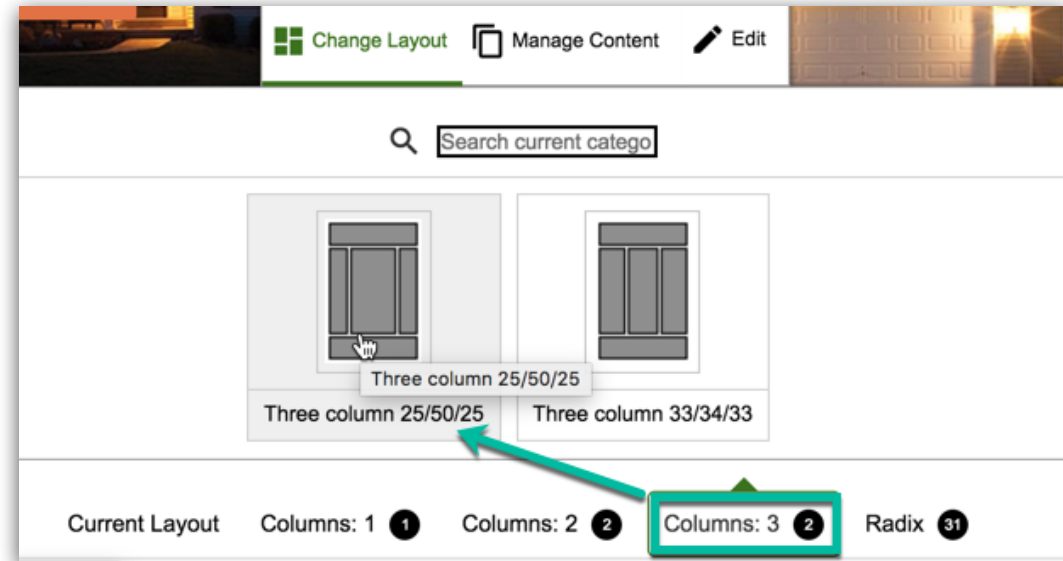 Change Layout Manage Content Edit
Search current catego
Three column 25/50/25
Three column 25/50/25 Three column 33/34/33
Current Layout Columns: 1 1 Columns: 2 2 Columns: 3 2 Radix 31